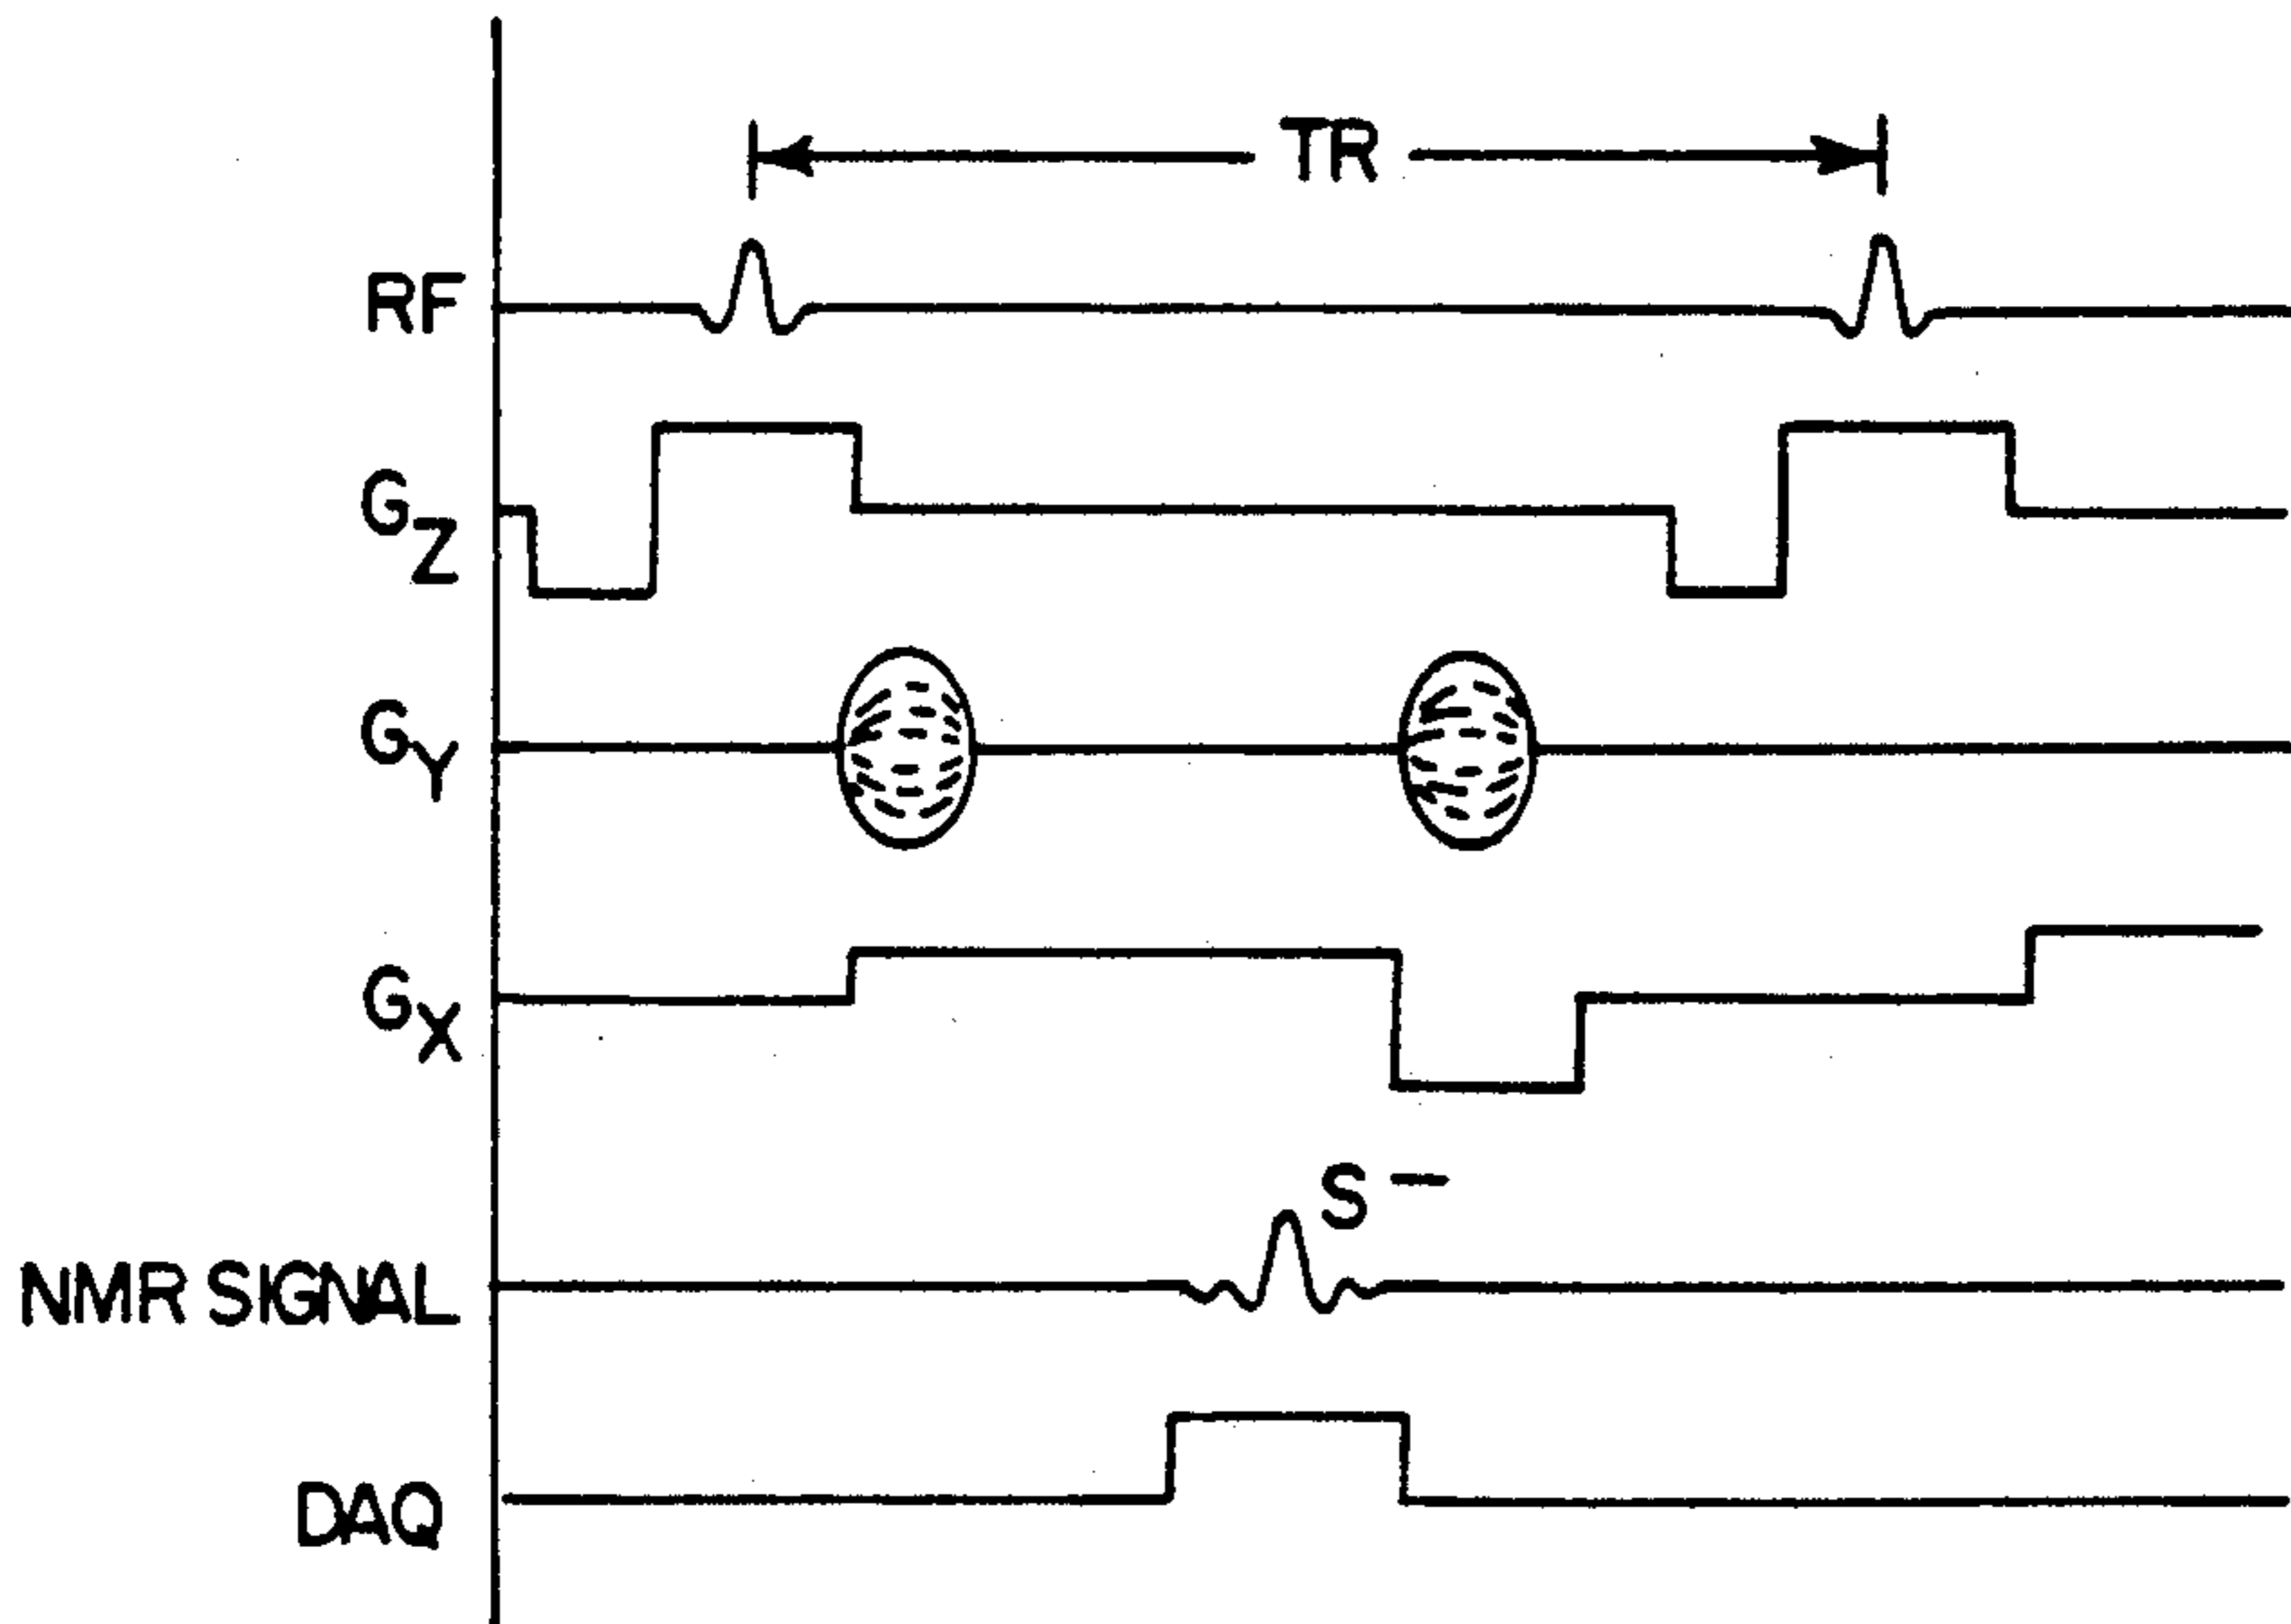 TR
RF
GZ
GY
GX
S −
NMR SIGNAL
DAQ